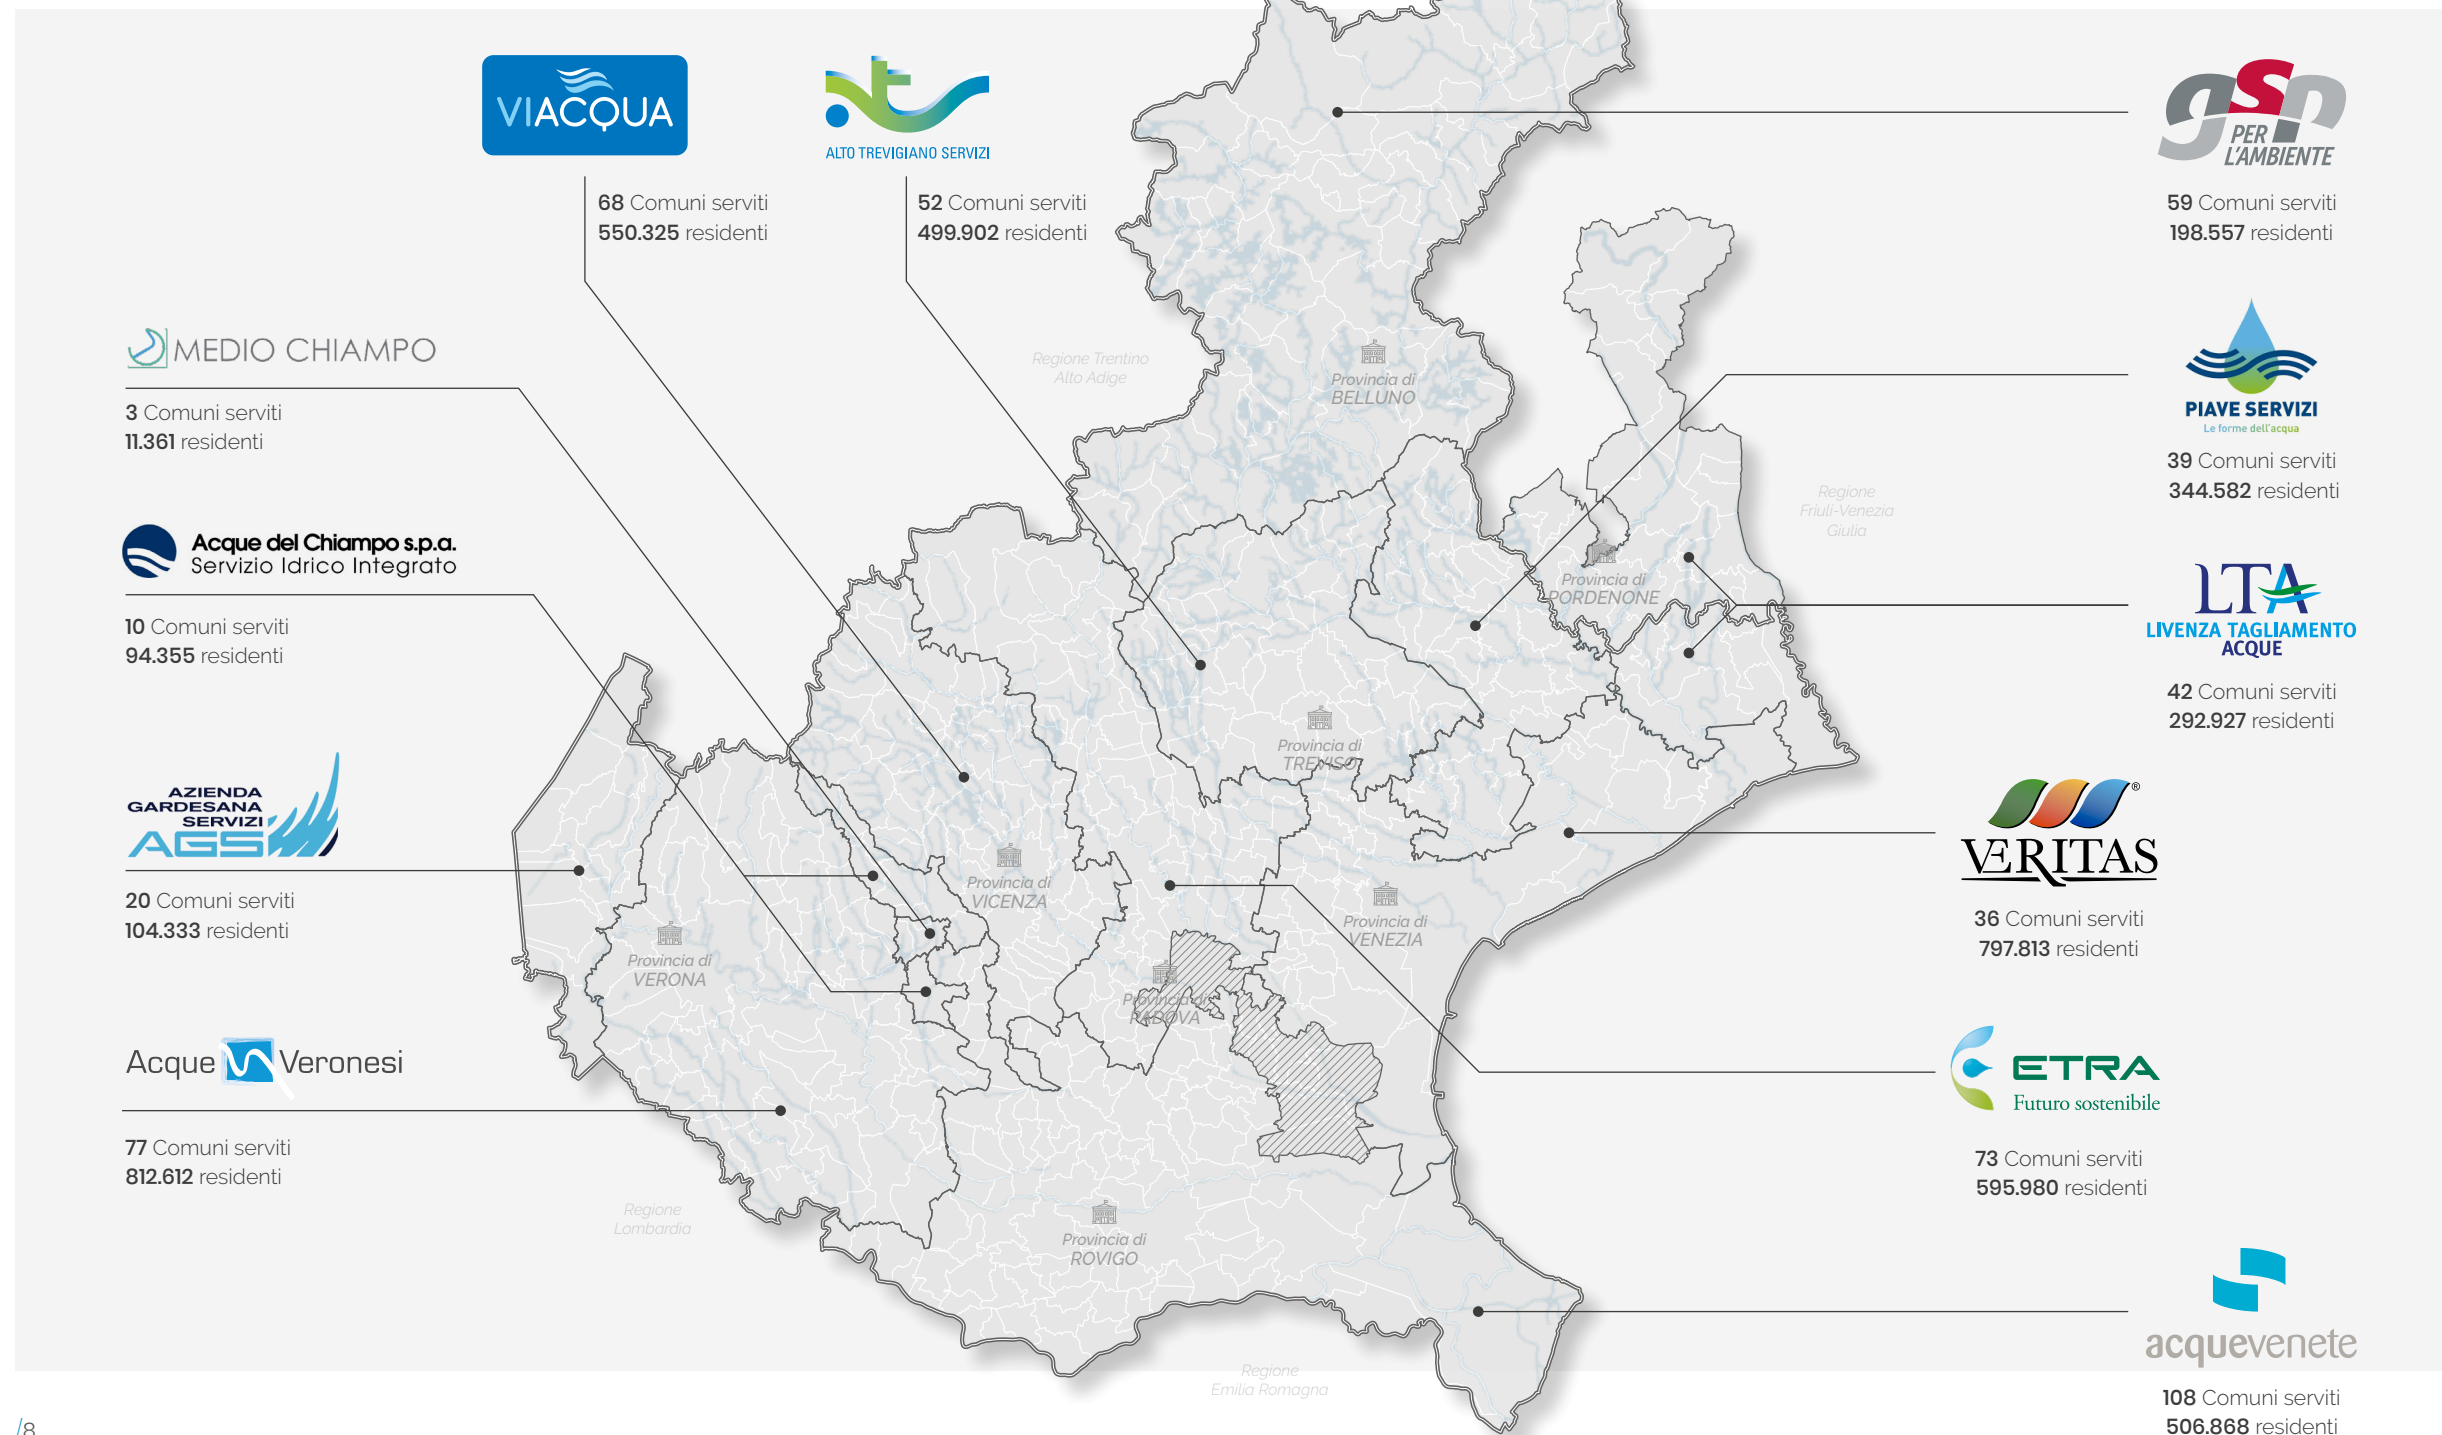 VIACQUA
68 Comuni serviti
550.325 residenti
ALTO TREVIGIANO SERVIZI
52 Comuni serviti
499.902 residenti
gsp
PER
L'AMBIENTE
59 Comuni serviti
198.557 residenti
MEDIO CHIAMPO
3 Comuni serviti
11.361 residenti
PIAVE SERVIZI
Le forme dell'acqua
39 Comuni serviti
344.582 residenti
Acque del Chiampo s.p.a.
Servizio Idrico Integrato
10 Comuni serviti
94.355 residenti
LTA
LIVENZA TAGLIAMENTO
ACQUE
42 Comuni serviti
292.927 residenti
AZIENDA
GARDESANA
SERVIZI
AGS
20 Comuni serviti
104.333 residenti
VERITAS®
36 Comuni serviti
797.813 residenti
Acque Veronesi
77 Comuni serviti
812.612 residenti
ETRA
Futuro sostenibile
73 Comuni serviti
595.980 residenti
acquevenete
108 Comuni serviti
506.868 residenti
Regione Trentino
Alto Adige
Provincia di
BELLUNO
Regione
Friuli-Venezia
Giulia
Provincia di
PORDENONE
Provincia di
TREVISO
Provincia di
VICENZA
Provincia di
VENEZIA
Provincia di
VERONA
Provincia di
PADOVA
Regione
Lombardia
Provincia di
ROVIGO
Regione
Emilia Romagna
/8